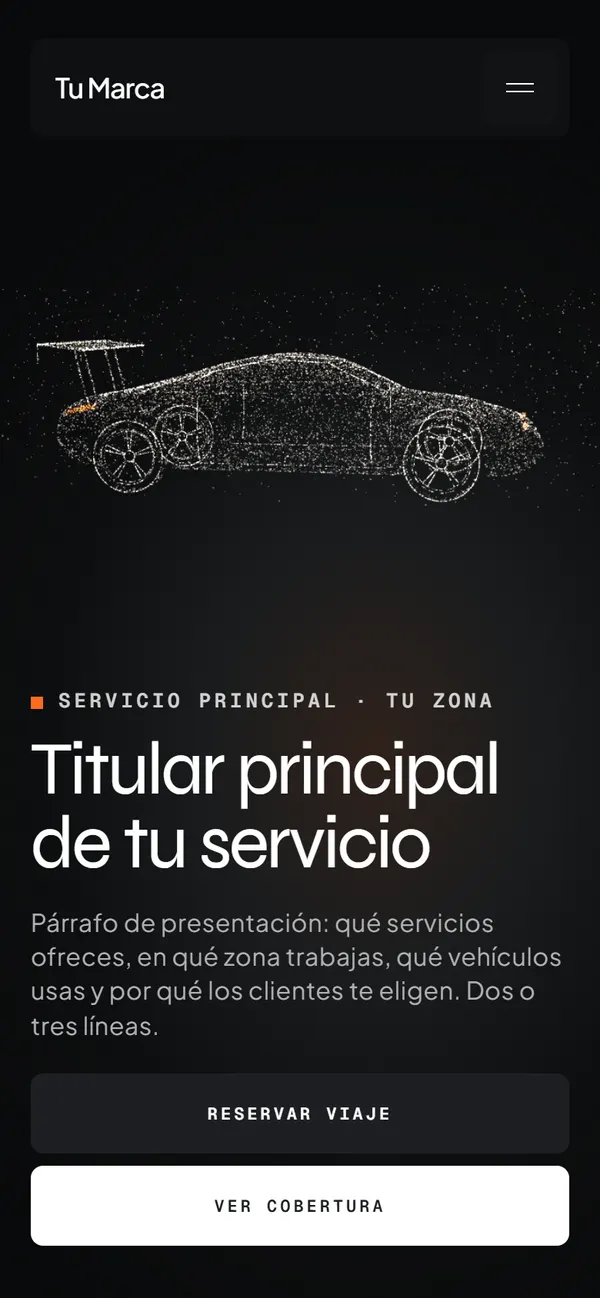 Tu Marca
SERVICIO PRINCIPAL · TU ZONA
Titular principal
de tu servicio
Párrafo de presentación: qué servicios
ofreces, en qué zona trabajas, qué vehículos
usas y por qué los clientes te eligen. Dos o
tres líneas.
RESERVAR VIAJE
VER COBERTURA